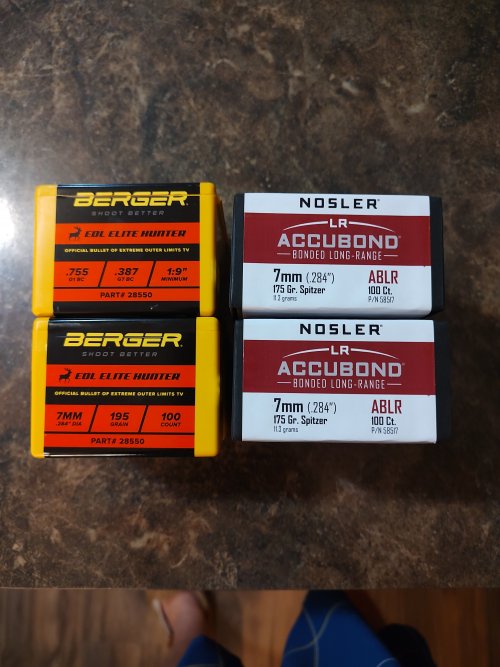 BERGER
SHOOT BETTER
EOL ELITE HUNTER
OFFICIAL BULLET OF EXTREME OUTER LIMITS TV
.755 .387 1:9"
G1 BC G7 BC MINIMUM
PART# 28550
BERGER
SHOOT BETTER
EOL ELITE HUNTER
OFFICIAL BULLET OF EXTREME OUTER LIMITS TV
7MM 195 100
.284" DIA GRAIN COUNT
PART# 28550
NOSLER
LR
ACCUBOND
BONDED LONG-RANGE
7mm (.284") ABLR
175 Gr. Spitzer 100 Ct.
11.3 grams P/N 58517
NOSLER
LR
ACCUBOND
BONDED LONG-RANGE
7mm (.284") ABLR
175 Gr. Spitzer 100 Ct.
11.3 grams P/N 58517